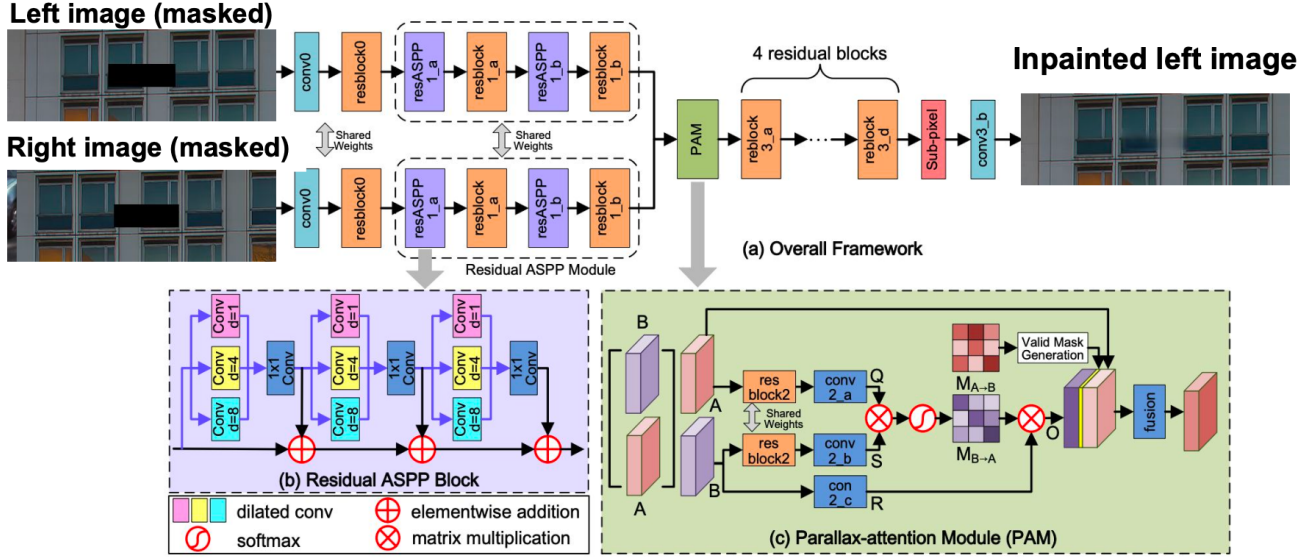 Left image (masked)
conv0
resblock0
resASPP
1_a
resblock
1_a
resASPP
1_b
resblock
1_b
Shared
Weights
Shared
Weights
Right image (masked)
conv0
resblock0
resASPP
1_a
resblock
1_a
resASPP
1_b
resblock
1_b
Residual ASPP Module
PAM
4 residual blocks
reblock
3_a
reblock
3_d
Sub-pixel
conv3_b
Inpainted left image
(a) Overall Framework
Conv
d=1
Conv
d=4
Conv
d=8
1x1
Conv
Conv
d=1
Conv
d=4
Conv
d=8
1x1
Conv
Conv
d=1
Conv
d=4
Conv
d=8
1x1
Conv
(b) Residual ASPP Block
dilated conv
elementwise addition
softmax
matrix multiplication
B
A
A
B
res
block2
conv
2_a
Q
Shared
Weights
res
block2
conv
2_b
S
con
2_c
R
M_A→B
Valid Mask
Generation
M_B→A
O
fusion
(c) Parallax-attention Module (PAM)